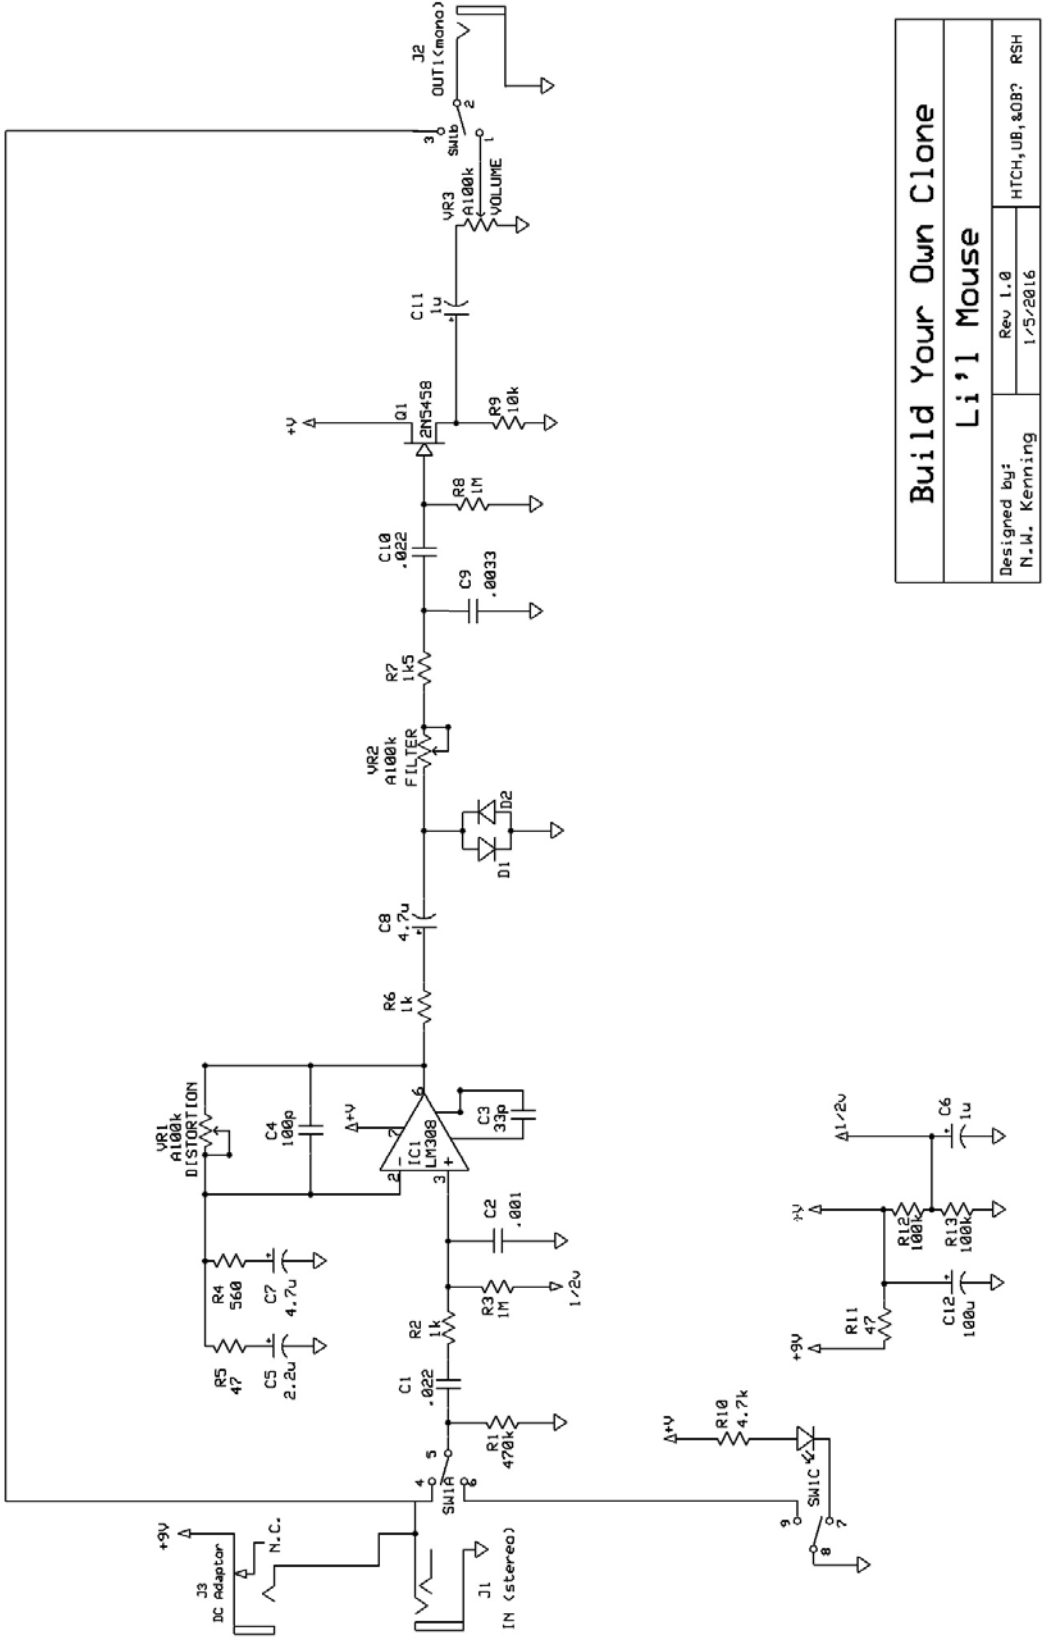 J3
DC Adaptor
+9V
N.C.
J1
IN (stereo)
4
5
6
SW1A
R1
470k
C1
.022
R2
1k
R3
1M
1/2v
C2
.001
R5
47
C5
2.2u
R4
560
C7
4.7u
VR1
A100k
DISTORTION
C4
100p
+V
7
2
3
6
-
+
IC1
LM308
C3
33p
R6
1k
C8
4.7u
D1
D2
VR2
A100k
FILTER
R7
1k5
C9
.0033
C10
.022
R8
1M
+V
Q1
2N5458
R9
10k
C11
1u
VR3
A100k
VOLUME
3
SW1b
1
2
J2
OUT1(mono)
9
8
7
SW1C
+V
R10
4.7k
+9V
R11
47
C12
100u
+V
R12
100k
R13
100k
1/2v
C6
1u
Build Your Own Clone
Li'l Mouse
Designed by:
N.W. Kenning
Rev 1.0
1/5/2016
HTCH,UB,&OB? RSH